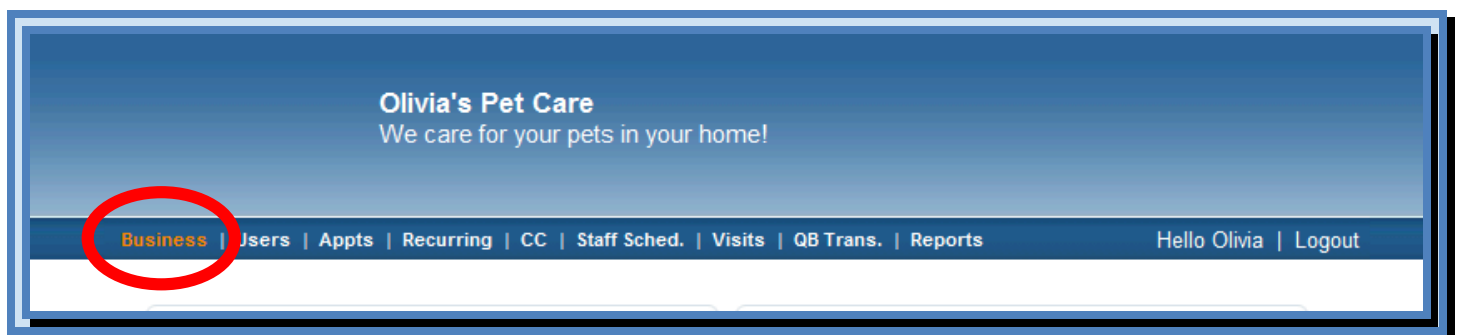 Olivia's Pet Care
We care for your pets in your home!
Business | Users | Appts | Recurring | CC | Staff Sched. | Visits | QB Trans. | Reports Hello Olivia | Logout